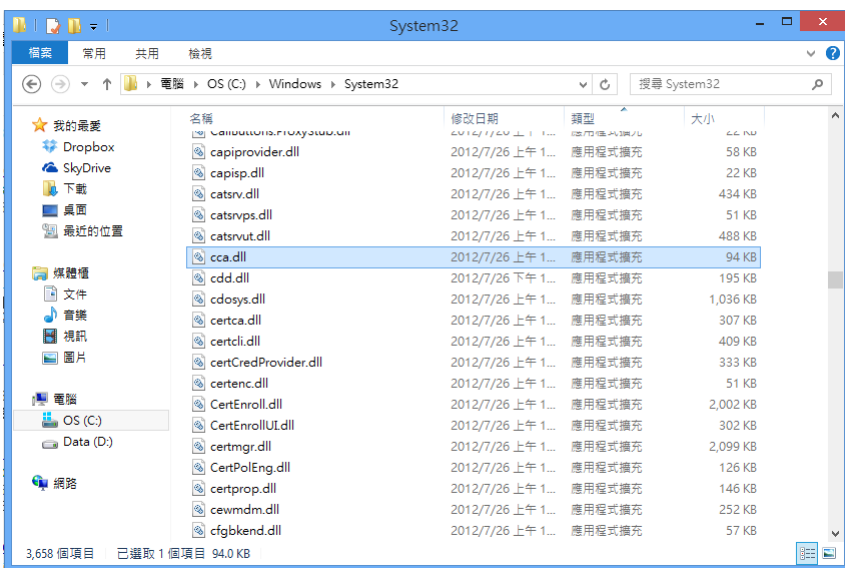 System32
檔案 常用 共用 檢視
電腦 OS (C:) Windows System32 搜尋 System32
名稱 修改日期 類型 大小
我的最愛
Dropbox
SkyDrive
下載
桌面
最近的位置
媒體櫃
文件
音樂
視訊
圖片
電腦
OS (C:)
Data (D:)
網路
Callbuttons.ProxyStub.dll 2012/7/26 上午 1... 應用程式擴充 22 KB
capiprovider.dll 2012/7/26 上午 1... 應用程式擴充 58 KB
capisp.dll 2012/7/26 上午 1... 應用程式擴充 22 KB
catsrv.dll 2012/7/26 上午 1... 應用程式擴充 434 KB
catsrvps.dll 2012/7/26 上午 1... 應用程式擴充 51 KB
catsrvut.dll 2012/7/26 上午 1... 應用程式擴充 488 KB
cca.dll 2012/7/26 上午 1... 應用程式擴充 94 KB
cdd.dll 2012/7/26 下午 1... 應用程式擴充 195 KB
cdosys.dll 2012/7/26 上午 1... 應用程式擴充 1,036 KB
certca.dll 2012/7/26 上午 1... 應用程式擴充 307 KB
certcli.dll 2012/7/26 上午 1... 應用程式擴充 409 KB
certCredProvider.dll 2012/7/26 上午 1... 應用程式擴充 333 KB
certenc.dll 2012/7/26 上午 1... 應用程式擴充 51 KB
CertEnroll.dll 2012/7/26 上午 1... 應用程式擴充 2,002 KB
CertEnrollUI.dll 2012/7/26 上午 1... 應用程式擴充 302 KB
certmgr.dll 2012/7/26 上午 1... 應用程式擴充 2,099 KB
CertPolEng.dll 2012/7/26 上午 1... 應用程式擴充 126 KB
certprop.dll 2012/7/26 上午 1... 應用程式擴充 146 KB
cewmdm.dll 2012/7/26 上午 1... 應用程式擴充 252 KB
cfgbkend.dll 2012/7/26 上午 1... 應用程式擴充 57 KB
3,658 個項目 已選取 1 個項目 94.0 KB